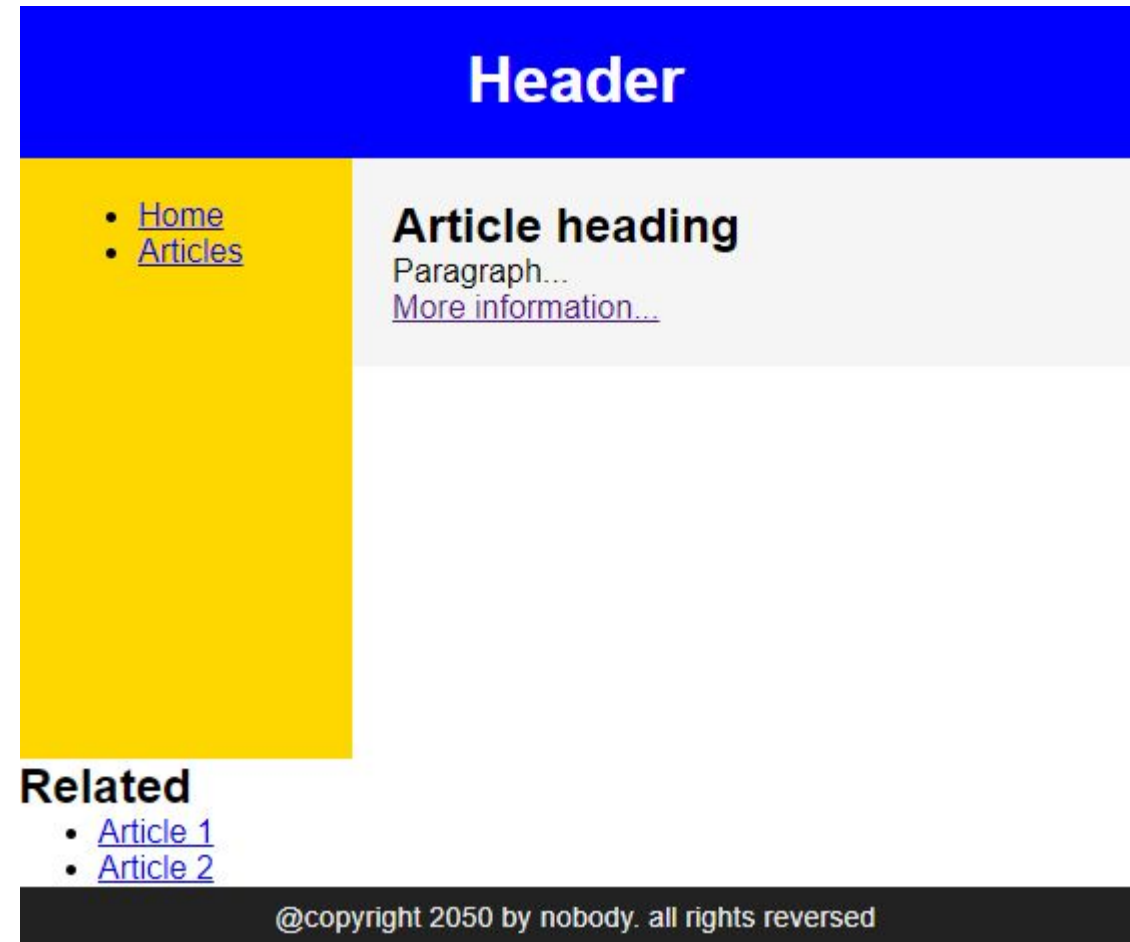 Header
Home
Articles
Article heading
Paragraph...
More information...
Related
Article 1
Article 2
@copyright 2050 by nobody. all rights reversed